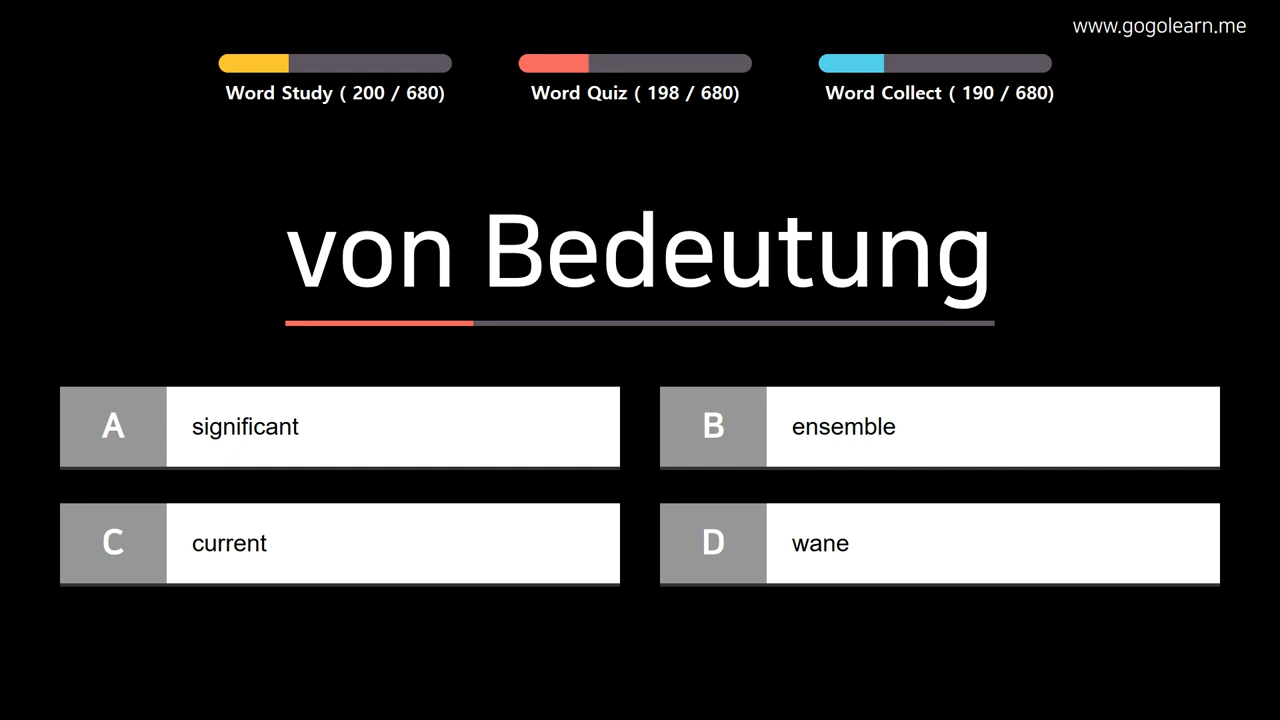 www.gogolearn.me
Word Study ( 200 / 680)
Word Quiz ( 198 / 680)
Word Collect ( 190 / 680)
von Bedeutung
A significant
B ensemble
C current
D wane